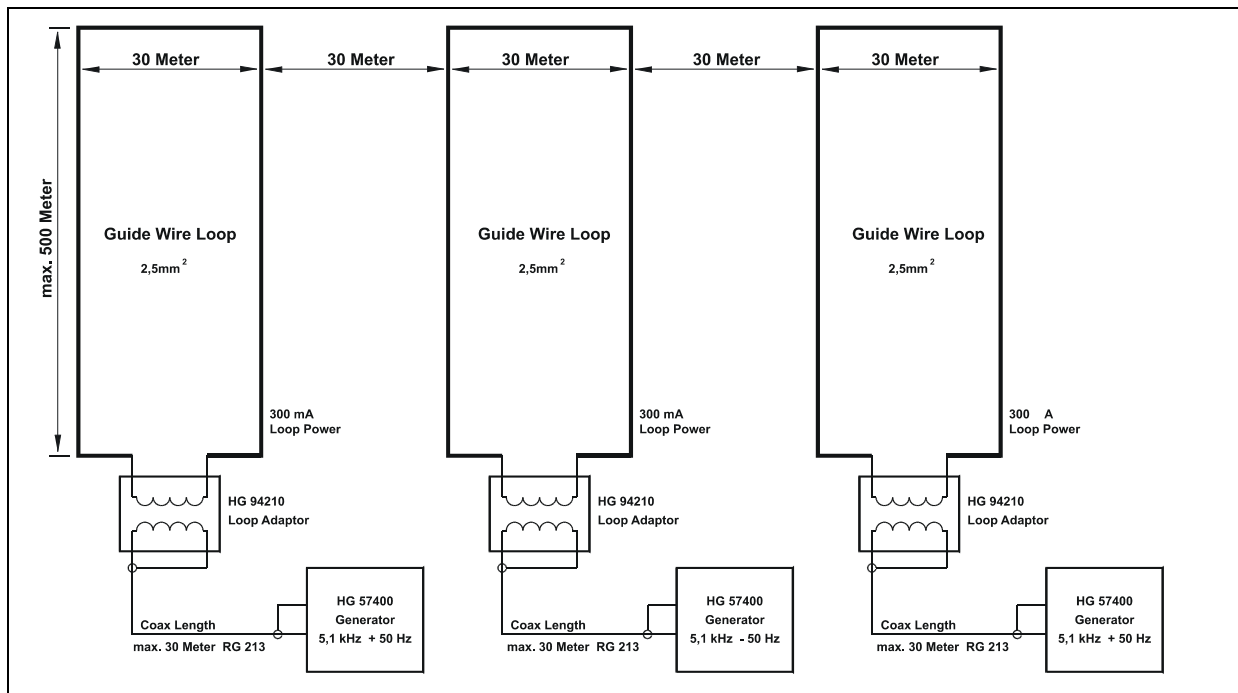 30 Meter
30 Meter
30 Meter
30 Meter
30 Meter
max. 500 Meter
Guide Wire Loop
2,5mm²
Guide Wire Loop
2,5mm²
Guide Wire Loop
2,5mm²
300 mA
Loop Power
300 mA
Loop Power
300 A
Loop Power
HG 94210
Loop Adaptor
HG 94210
Loop Adaptor
HG 94210
Loop Adaptor
HG 57400
Generator
5,1 kHz + 50 Hz
Coax Length
max. 30 Meter RG 213
HG 57400
Generator
5,1 kHz - 50 Hz
Coax Length
max. 30 Meter RG 213
HG 57400
Generator
5,1 kHz + 50 Hz
Coax Length
max. 30 Meter RG 213